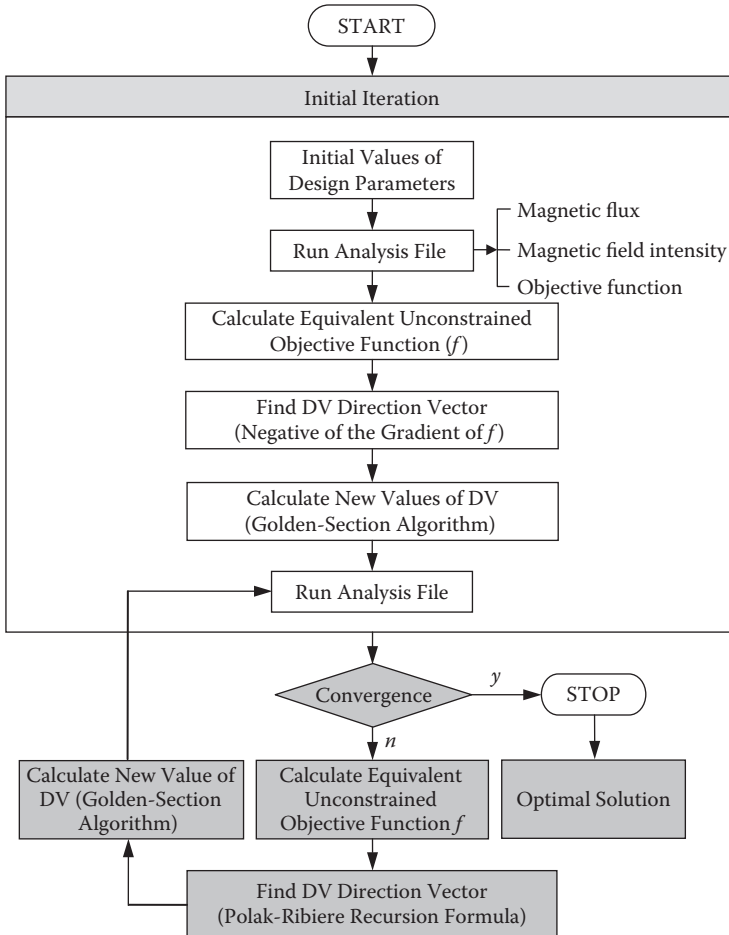 START
Initial Iteration
Initial Values of
Design Parameters
Run Analysis File
Magnetic flux
Magnetic field intensity
Objective function
Calculate Equivalent Unconstrained
Objective Function (f)
Find DV Direction Vector
(Negative of the Gradient of f)
Calculate New Values of DV
(Golden-Section Algorithm)
Run Analysis File
Convergence
y
STOP
n
Calculate New Value of
DV (Golden-Section
Algorithm)
Calculate Equivalent
Unconstrained
Objective Function f
Optimal Solution
Find DV Direction Vector
(Polak-Ribiere Recursion Formula)